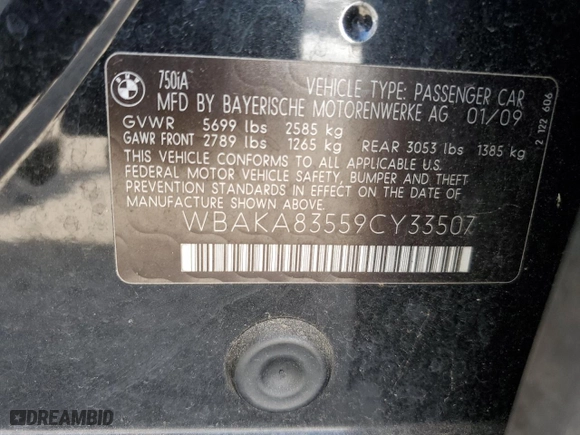 BMW
750iA
VEHICLE TYPE: PASSENGER CAR
MFD BY BAYERISCHE MOTORENWERKE AG 01/09
GVWR 5699 lbs 2585 kg
GAWR FRONT 2789 lbs 1265 kg REAR 3053 lbs 1385 kg
THIS VEHICLE CONFORMS TO ALL APPLICABLE U.S.
FEDERAL MOTOR VEHICLE SAFETY, BUMPER AND THEFT
PREVENTION STANDARDS IN EFFECT ON THE DATE OF
MANUFACTURE SHOWN ABOVE.
WBAKA83559CY33507
2 122 606
DREAMBID